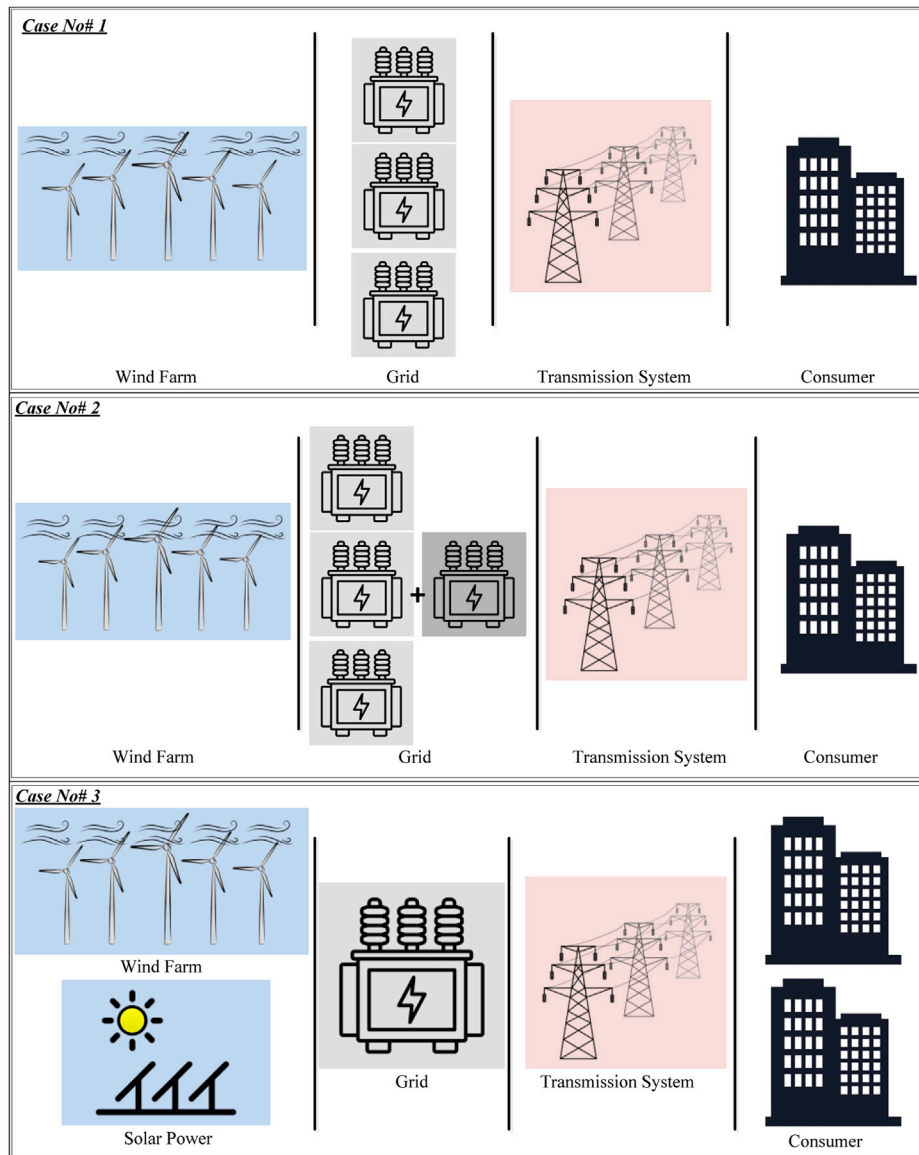 Case No# 1
Wind Farm
Grid
Transmission System
Consumer
Case No# 2
+
Wind Farm
Grid
Transmission System
Consumer
Case No# 3
Wind Farm
Grid
Transmission System
Solar Power
Consumer